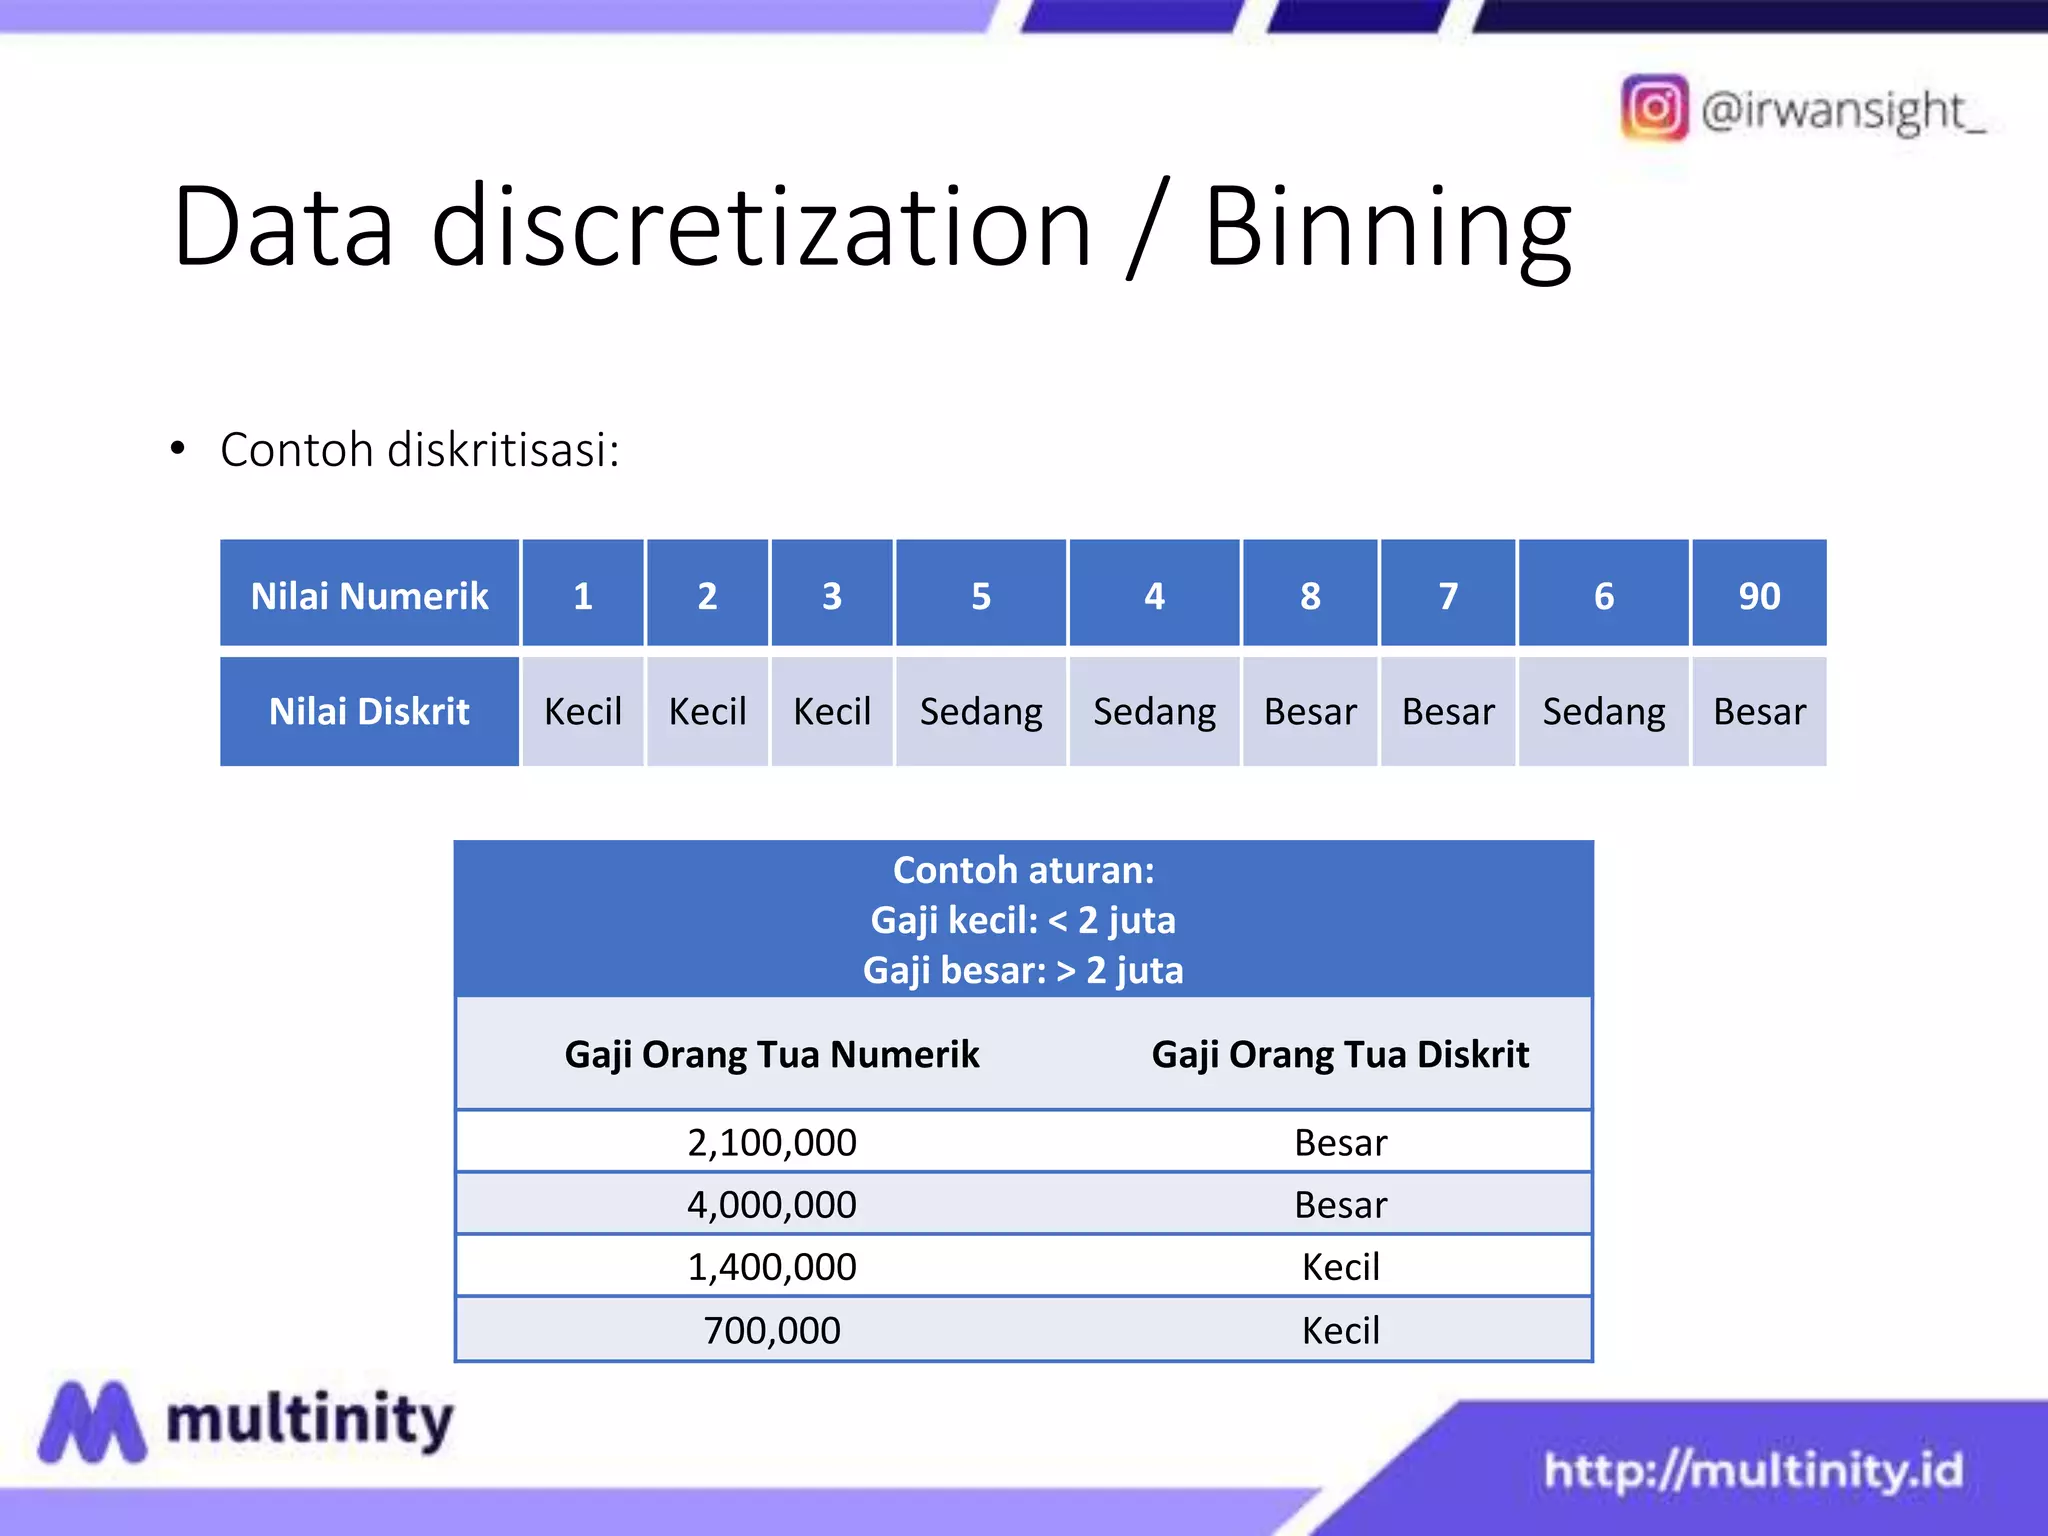 @irwansight_
Data discretization / Binning
• Contoh diskritisasi:
Nilai Numerik 1 2 3 5 4 8 7 6 90
Nilai Diskrit Kecil Kecil Kecil Sedang Sedang Besar Besar Sedang Besar
Contoh aturan:
Gaji kecil: < 2 juta
Gaji besar: > 2 juta
Gaji Orang Tua Numerik Gaji Orang Tua Diskrit
2,100,000 Besar
4,000,000 Besar
1,400,000 Kecil
700,000 Kecil
multinity
http://multinity.id